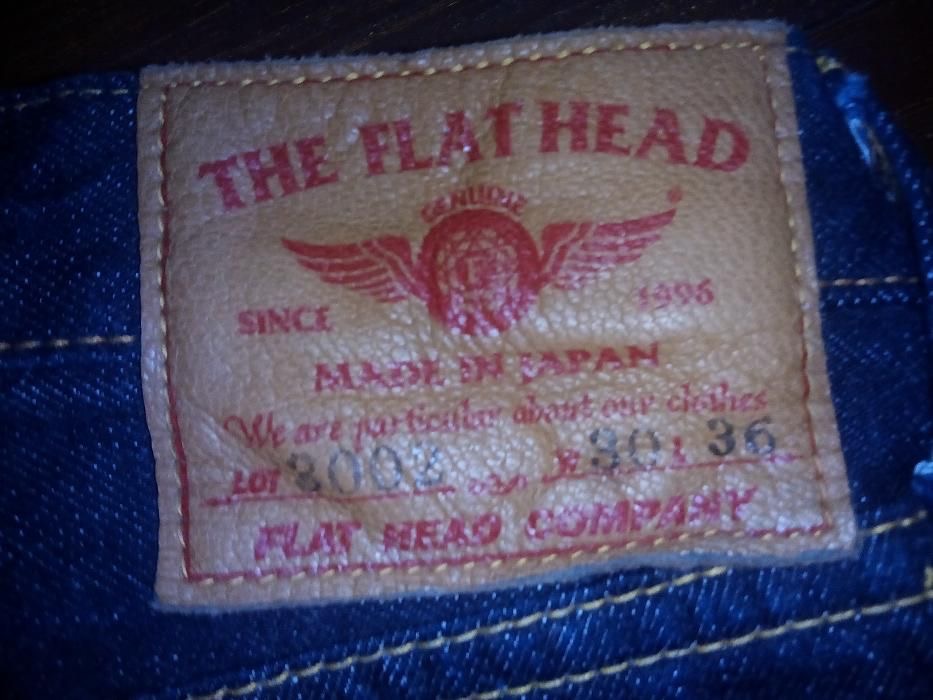 THE FLAT HEAD
GENUINE
®
SINCE 1996
MADE IN JAPAN
We are particular about our clothes
LOT 3002 W 30 L 36
FLAT HEAD COMPANY